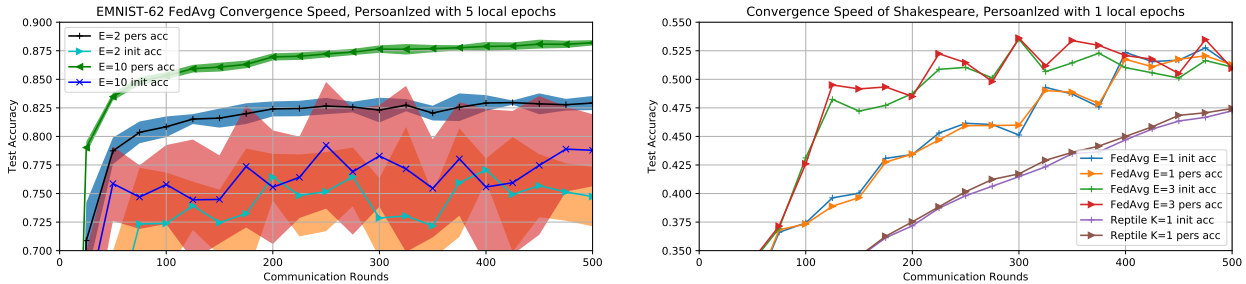 EMNIST-62 FedAvg Convergence Speed, Persoanlzed with 5 local epochs
0.900
0.875
0.850
0.825
0.800
0.775
0.750
0.725
0.700
Test Accuracy
E=2 pers acc
E=2 init acc
E=10 pers acc
E=10 init acc
0 100 200 300 400 500
Communication Rounds
Convergence Speed of Shakespeare, Persoanlzed with 1 local epochs
0.550
0.525
0.500
0.475
0.450
0.425
0.400
0.375
0.350
Test Accuracy
FedAvg E=1 init acc
FedAvg E=1 pers acc
FedAvg E=3 init acc
FedAvg E=3 pers acc
Reptile K=1 init acc
Reptile K=1 pers acc
0 100 200 300 400 500
Communication Rounds